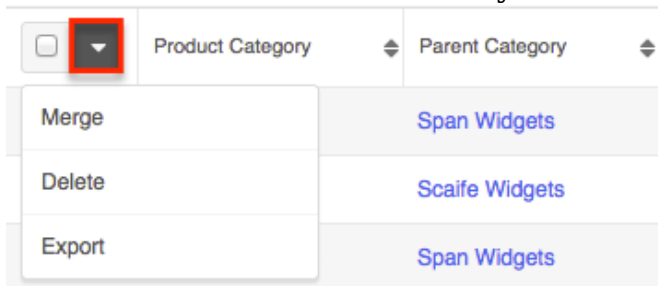 Product Category Parent Category
Merge Span Widgets
Delete Scaife Widgets
Export Span Widgets